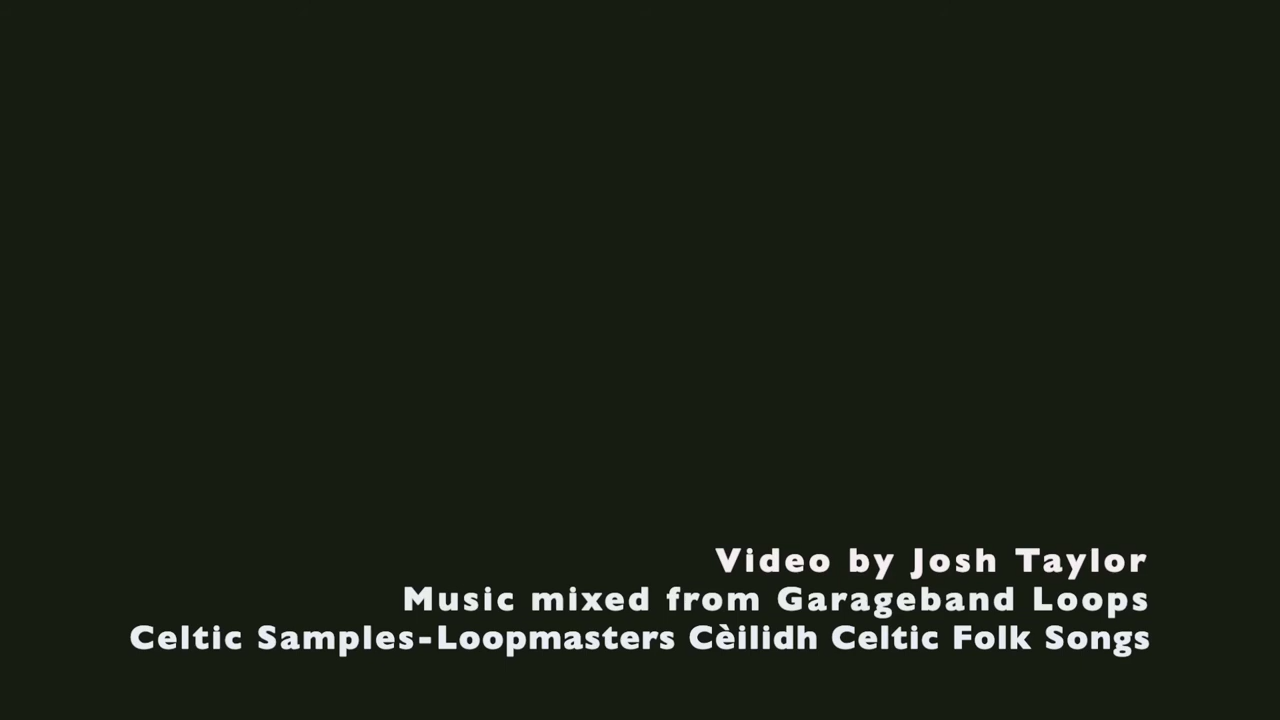 Video by Josh Taylor
Music mixed from Garageband Loops
Celtic Samples-Loopmasters Cèilidh Celtic Folk Songs